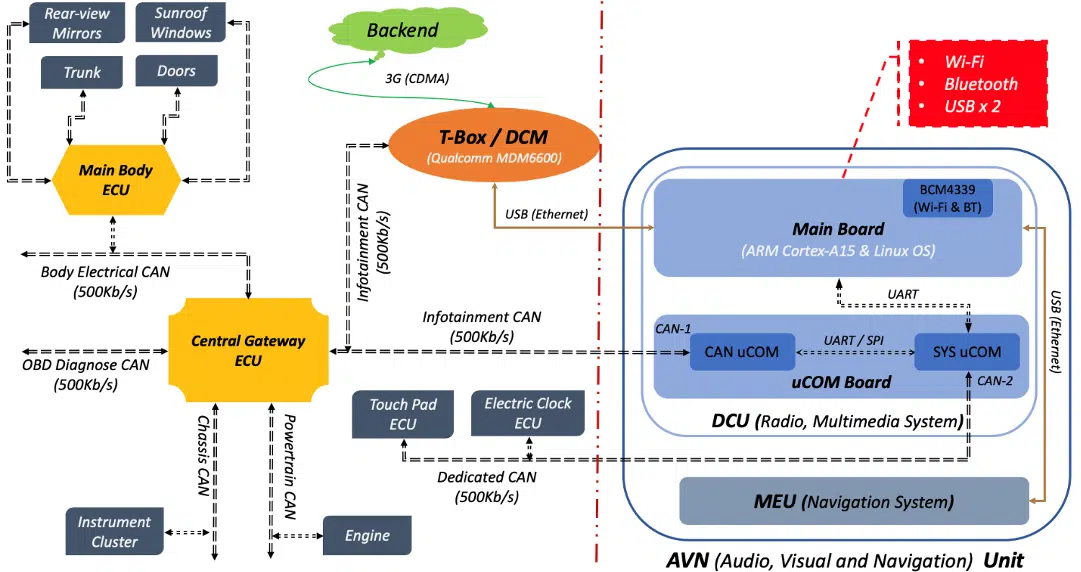 Rear-view
Mirrors
Sunroof
Windows
Trunk
Doors
Main Body
ECU
Body Electrical CAN
(500Kb/s)
Backend
3G (CDMA)
T-Box / DCM
(Qualcomm MDM6600)
Infotainment CAN
(500Kb/s)
USB (Ethernet)
• Wi-Fi
• Bluetooth
• USB x 2
BCM4339
(Wi-Fi & BT)
Main Board
(ARM Cortex-A15 & Linux OS)
UART
USB (Ethernet)
Central Gateway
ECU
OBD Diagnose CAN
(500Kb/s)
Infotainment CAN
(500Kb/s)
CAN-1
CAN uCOM
UART / SPI
SYS uCOM
CAN-2
uCOM Board
DCU (Radio, Multimedia System)
Touch Pad
ECU
Electric Clock
ECU
Dedicated CAN
(500Kb/s)
Chassis CAN
Powertrain CAN
Instrument
Cluster
Engine
MEU (Navigation System)
AVN (Audio, Visual and Navigation) Unit